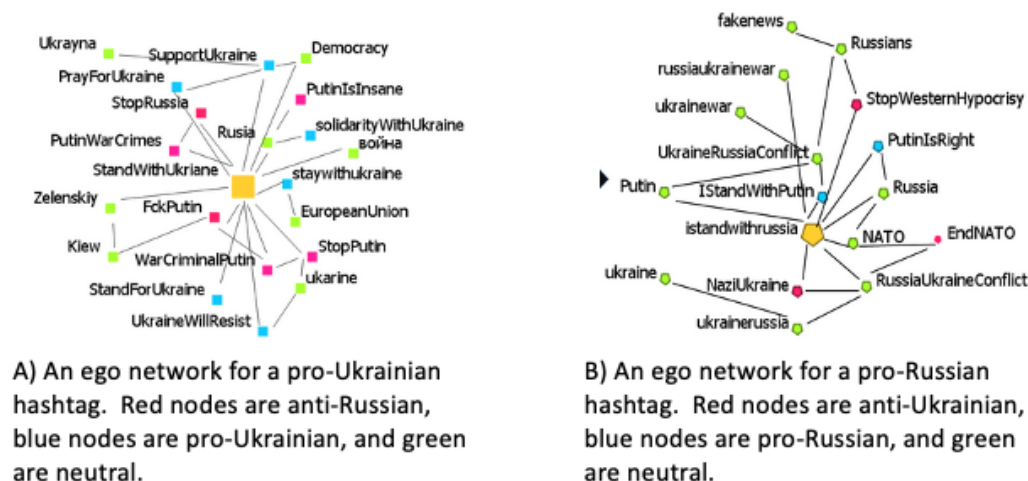 Ukrayna
SupportUkraine
Democracy
PrayForUkraine
PutinIsInsane
StopRussia
Rusia
solidarityWithUkraine
PutinWarCrimes
война
StandWithUkriane
staywithukraine
Zelenskiy
FckPutin
EuropeanUnion
Kiew
WarCriminalPutin
StopPutin
StandForUkraine
ukarine
UkraineWillResist
A) An ego network for a pro-Ukrainian
hashtag. Red nodes are anti-Russian,
blue nodes are pro-Ukrainian, and green
are neutral.
fakenews
Russians
russiaukrainewar
StopWesternHypocrisy
ukrainewar
PutinIsRight
UkraineRussiaConflict
Putin
IStandWithPutin
Russia
istandwithrussia
NATO
EndNATO
ukraine
NaziUkraine
RussiaUkraineConflict
ukrainerussia
B) An ego network for a pro-Russian
hashtag. Red nodes are anti-Ukrainian,
blue nodes are pro-Russian, and green
are neutral.